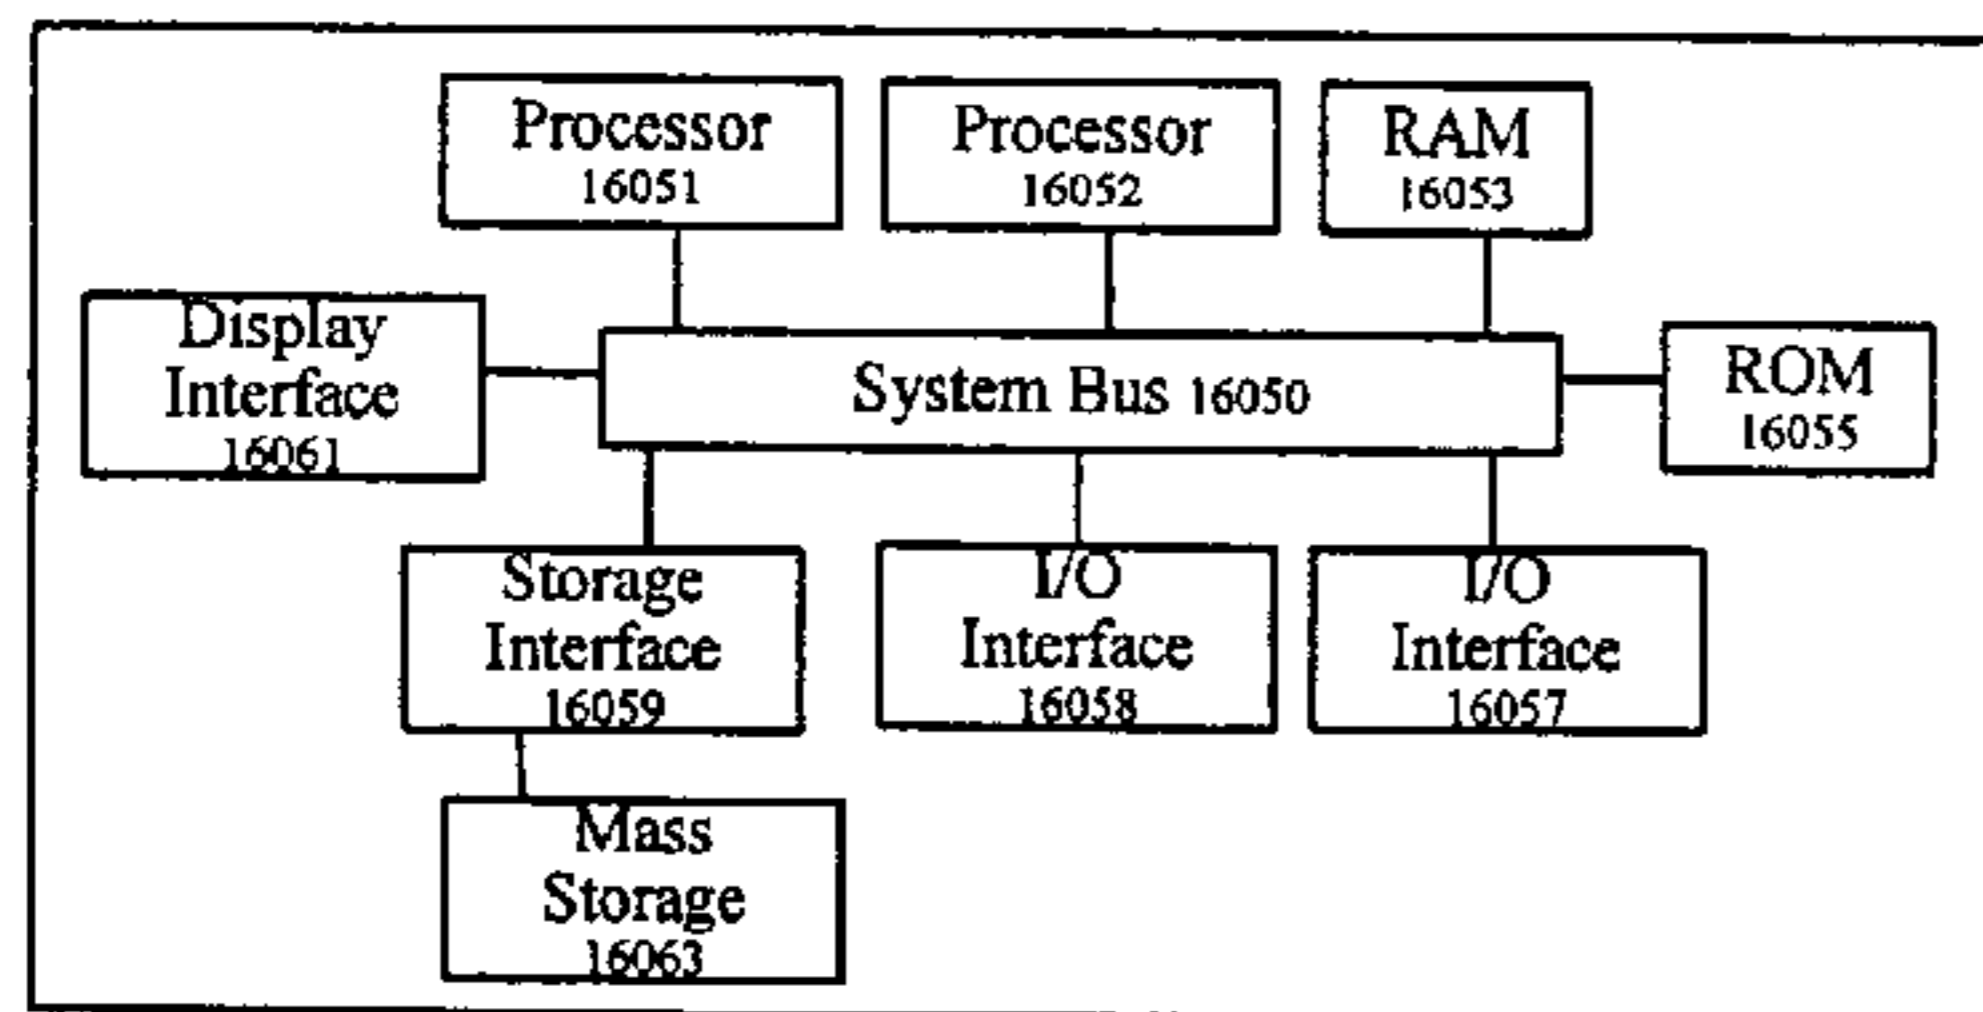 Processor
16051
Processor
16052
RAM
16053
Display
Interface
16061
System Bus 16050
ROM
16055
Storage
Interface
16059
I/O
Interface
16058
I/O
Interface
16057
Mass
Storage
16063